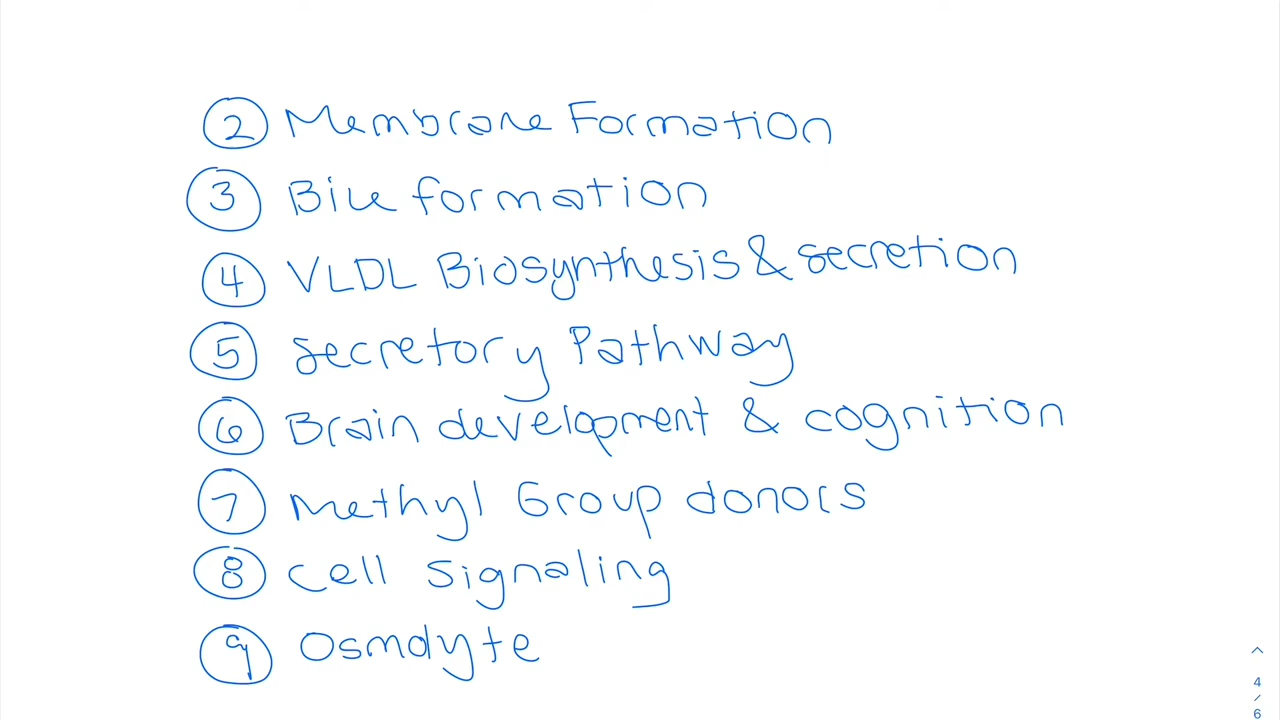 2 Membrane Formation
3 Bile formation
4 VLDL Biosynthesis & secretion
5 secretory Pathway
6 Brain development & cognition
7 Methyl Group donors
8 Cell signaling
9 Osmolyte
4
/
6